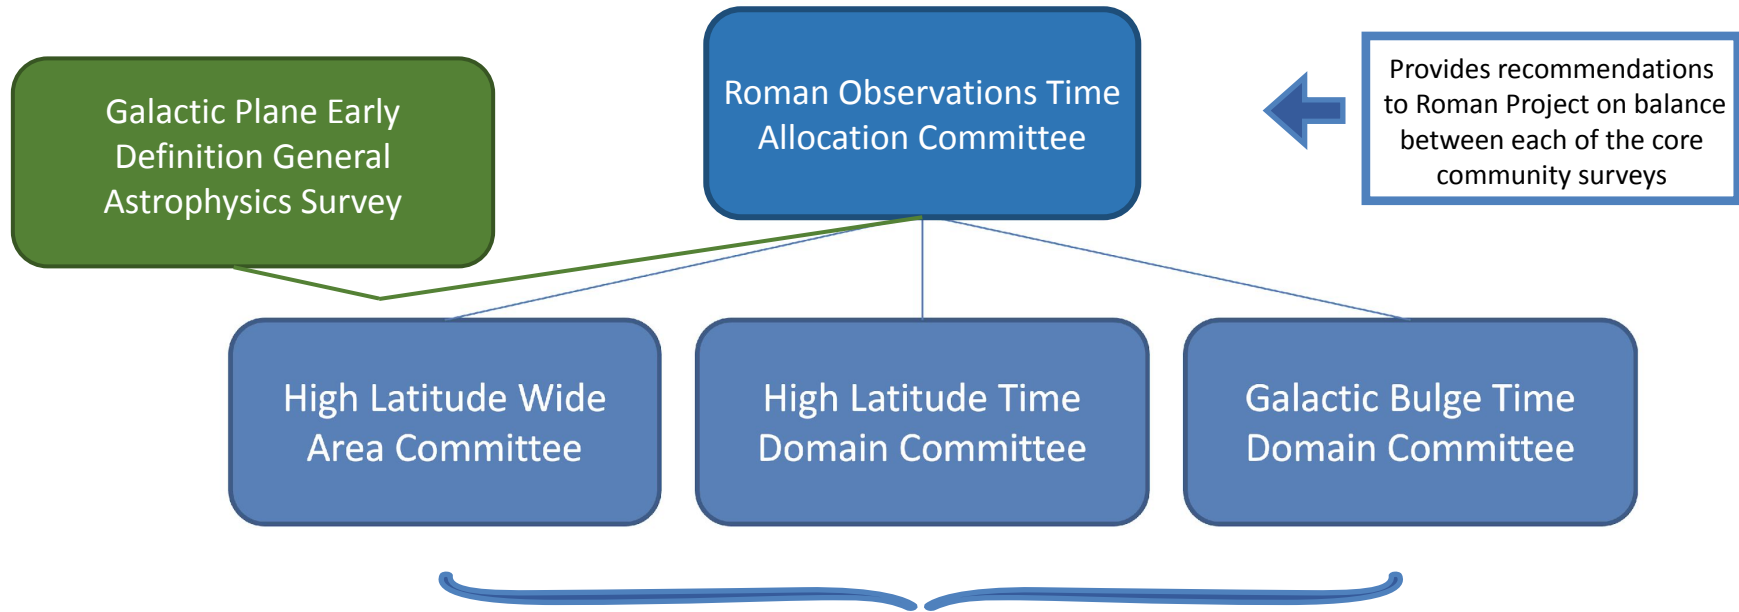 Galactic Plane Early
Definition General
Astrophysics Survey
Roman Observations Time
Allocation Committee
Provides recommendations
to Roman Project on balance
between each of the core
community surveys
High Latitude Wide
Area Committee
High Latitude Time
Domain Committee
Galactic Bulge Time
Domain Committee